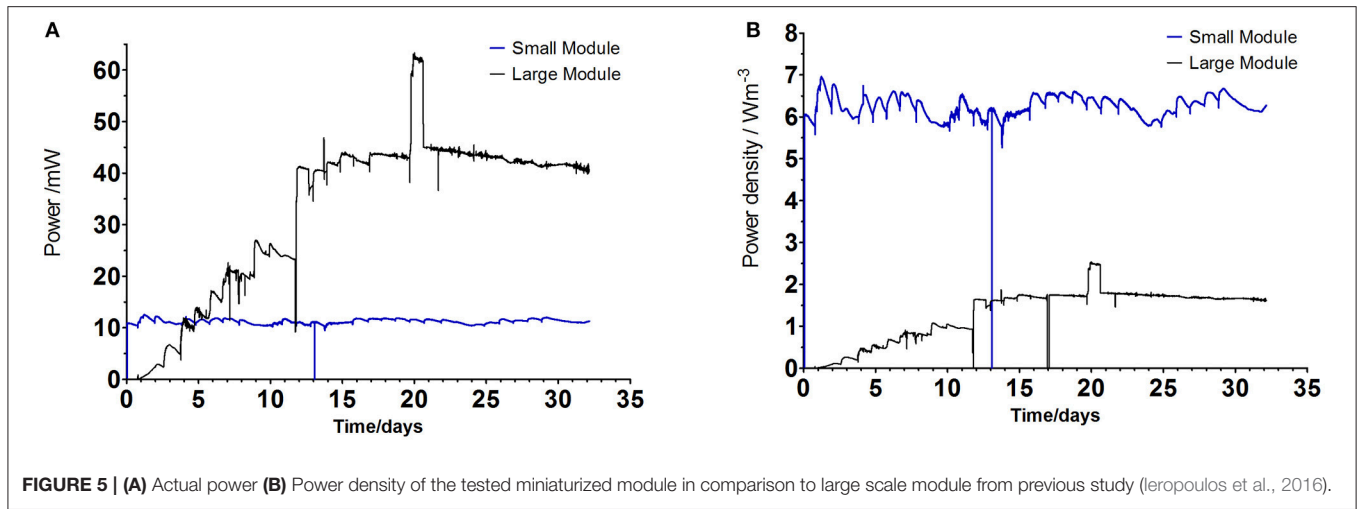 A
Small Module
Large Module
Power /mW
60
50
40
30
20
10
0
0 5 10 15 20 25 30 35
Time/days
B
Small Module
Large Module
Power density / Wm-3
8
7
6
5
4
3
2
1
0
0 5 10 15 20 25 30 35
Time/days
FIGURE 5 | (A) Actual power (B) Power density of the tested miniaturized module in comparison to large scale module from previous study (Ieropoulos et al., 2016).